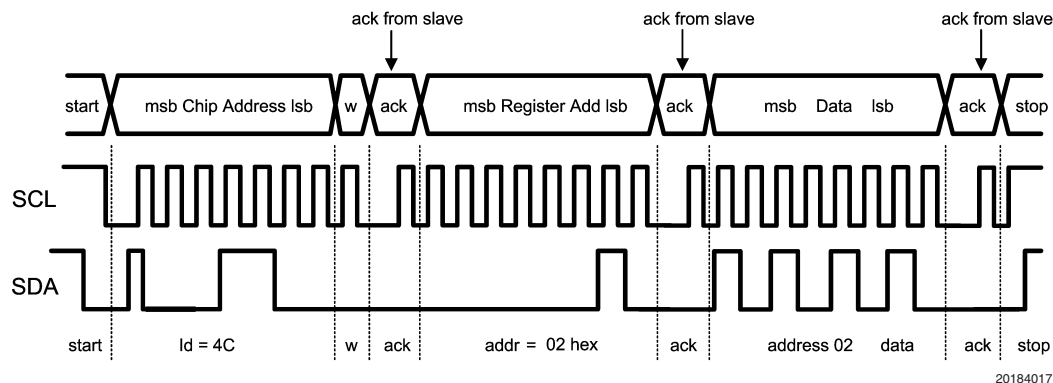 ack from slave ack from slave ack from slave
start msb Chip Address lsb w ack msb Register Add lsb ack msb Data lsb ack stop
SCL
SDA
start Id = 4C w ack addr = 02 hex ack address 02 data ack stop
20184017